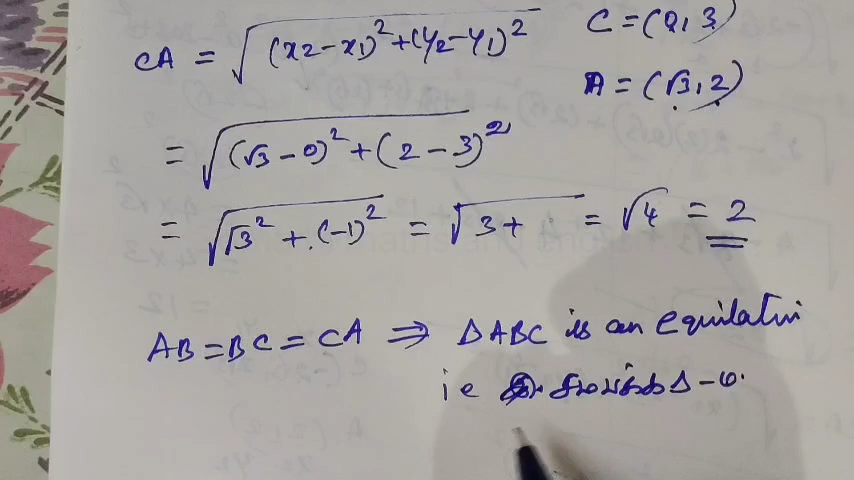 CA = √(x2-x1)²+(y2-y1)² C = (0, 3)
A = (√3, 2)
= √(√3-0)²+(2-3)²
= √√3²+(-1)² = √3+ = √4 = 2
AB=BC=CA ⇒ ΔABC is an
i e சமபக்க Δ-ம்.